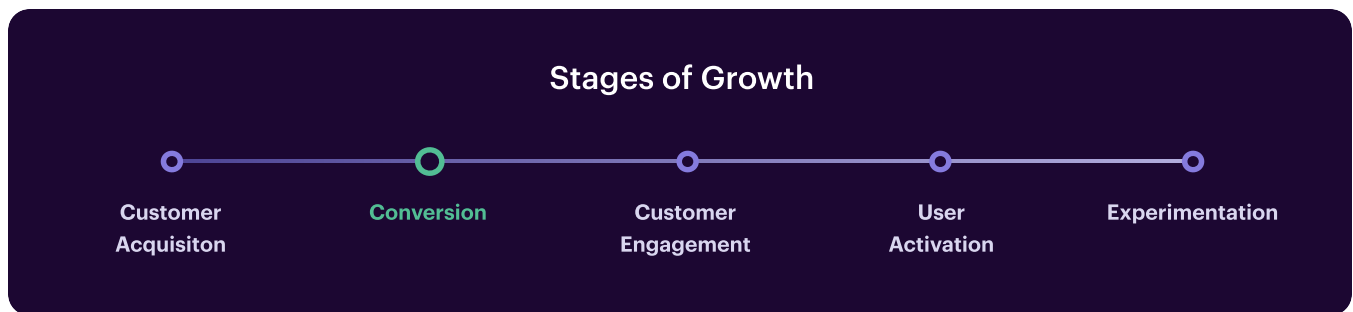 Stages of Growth
Customer
Acquisiton
Conversion
Customer
Engagement
User
Activation
Experimentation